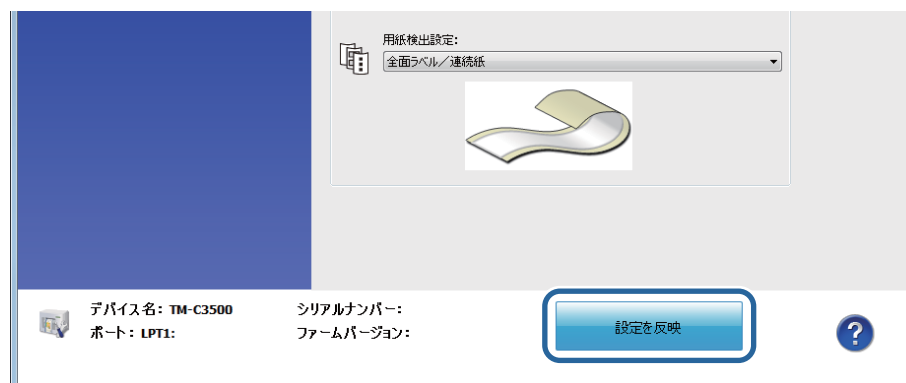 用紙検出設定:
全面ラベル／連続紙
デバイス名: TM-C3500
シリアルナンバー:
設定を反映
ポート: LPT1:
ファームバージョン:
?